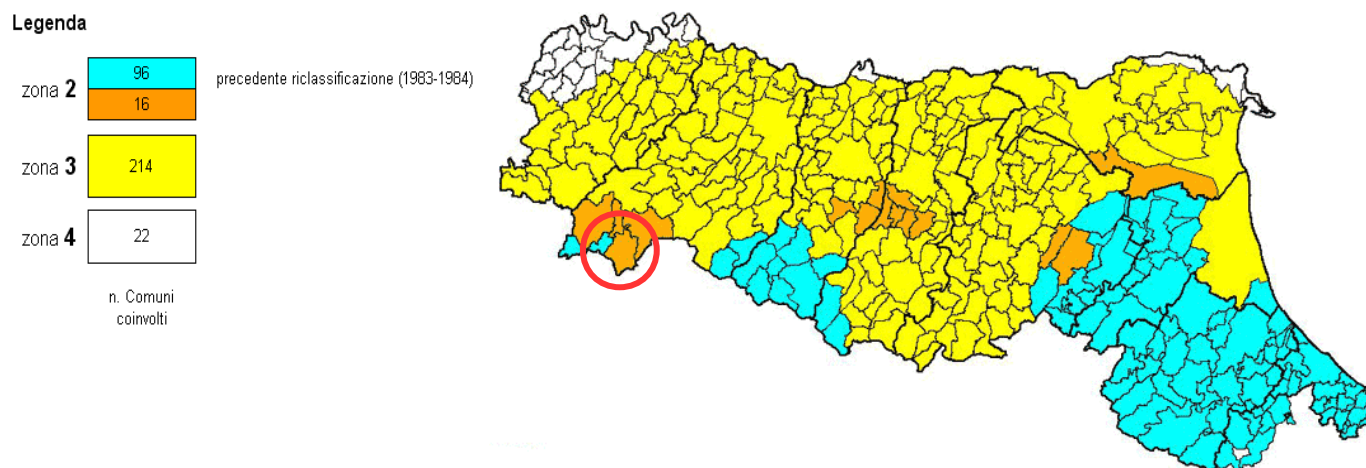 Legenda
zona 2
96
precedente riclassificazione (1983-1984)
16
zona 3
214
zona 4
22
n. Comuni
coinvolti